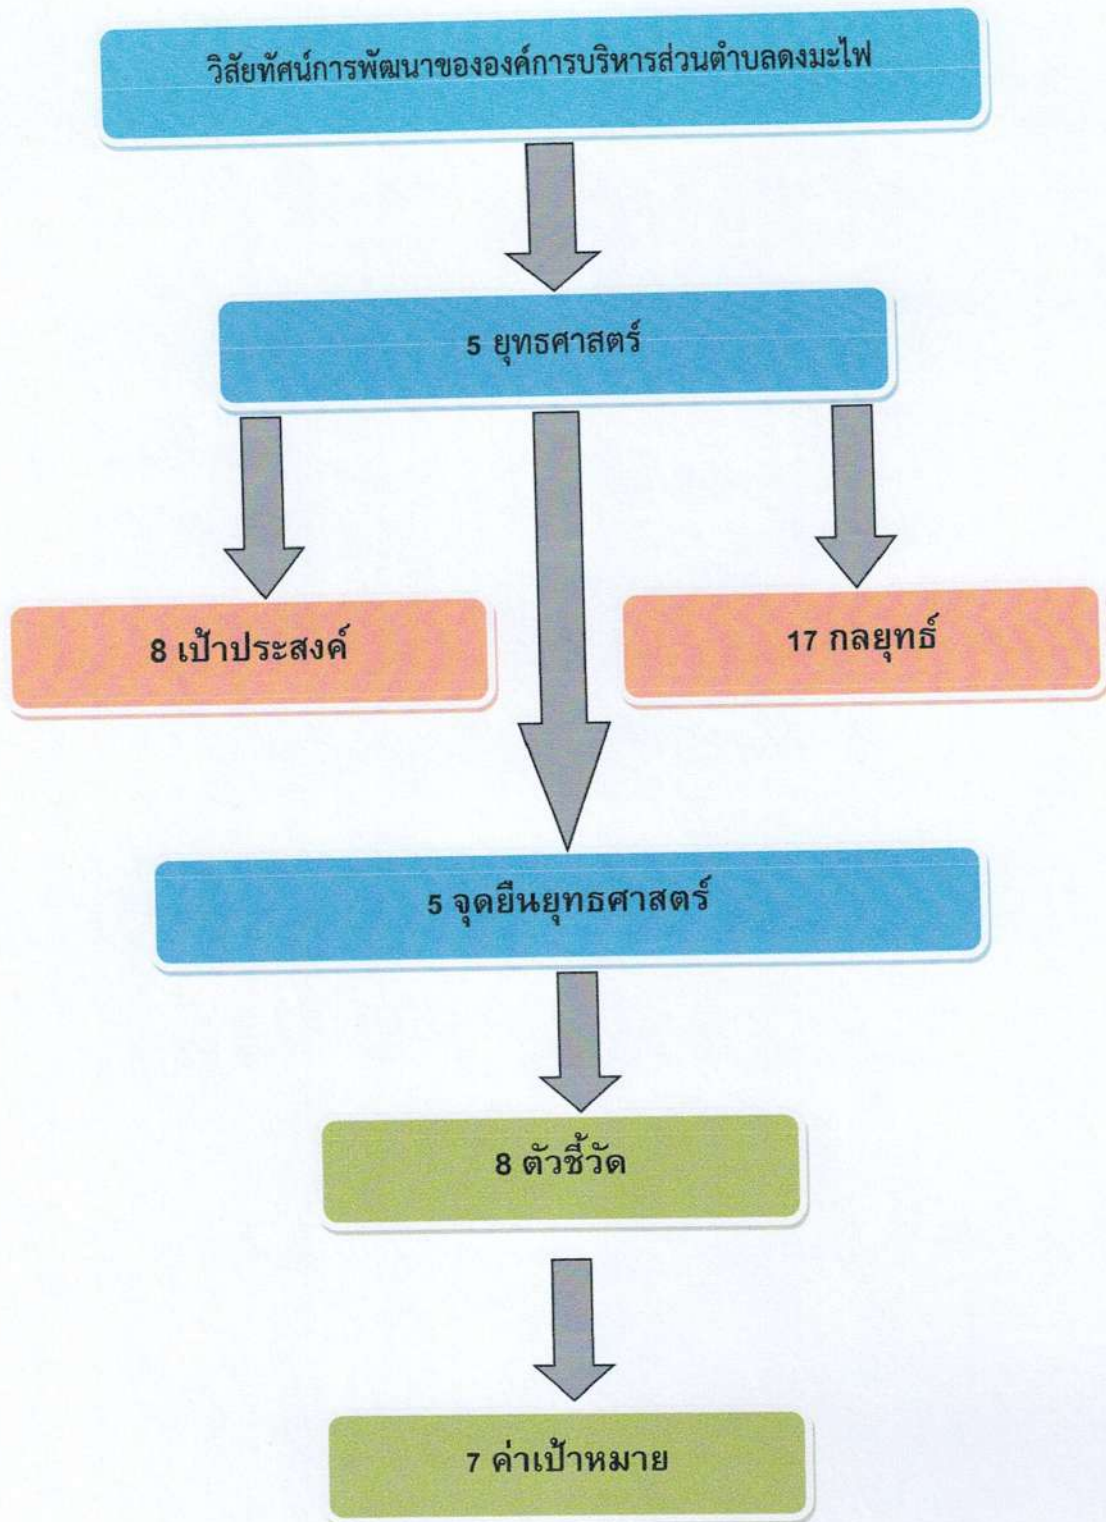 วิสัยทัศน์การพัฒนาขององค์การบริหารส่วนตำบลดงมะไฟ
5 ยุทธศาสตร์
8 เป้าประสงค์
17 กลยุทธ์
5 จุดยืนยุทธศาสตร์
8 ตัวชี้วัด
7 ค่าเป้าหมาย